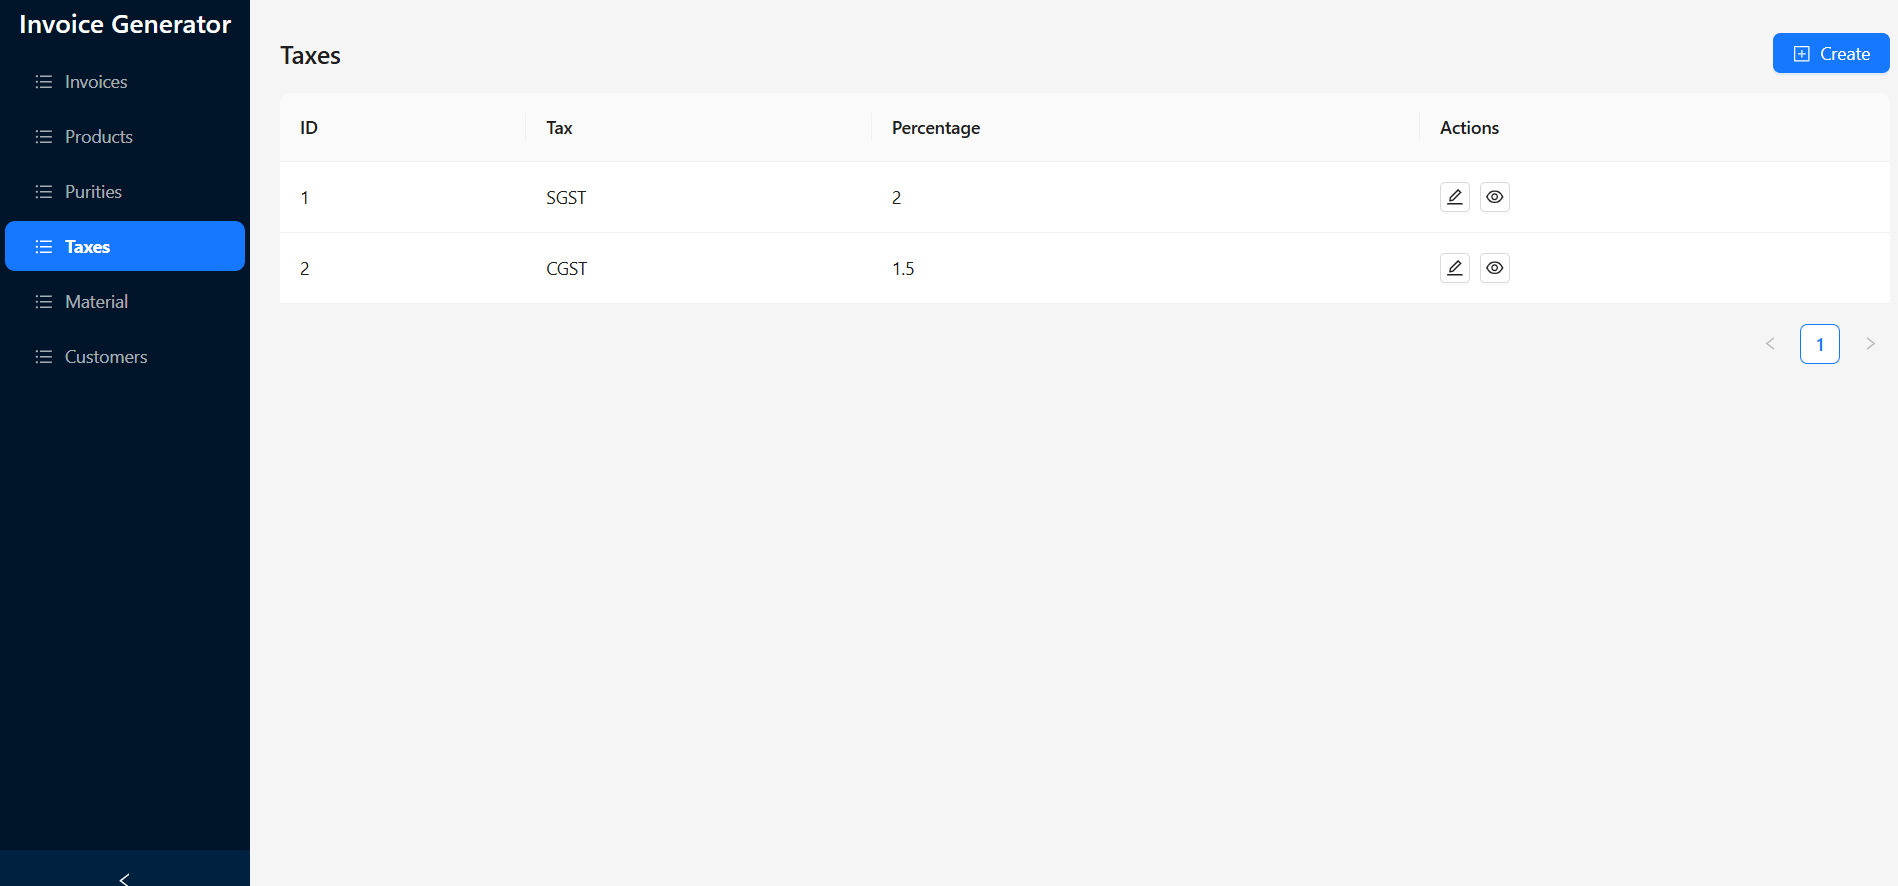 Invoice Generator
Invoices
Products
Purities
Taxes
Material
Customers
Taxes
Create
ID Tax Percentage Actions
1 SGST 2
2 CGST 1.5
1